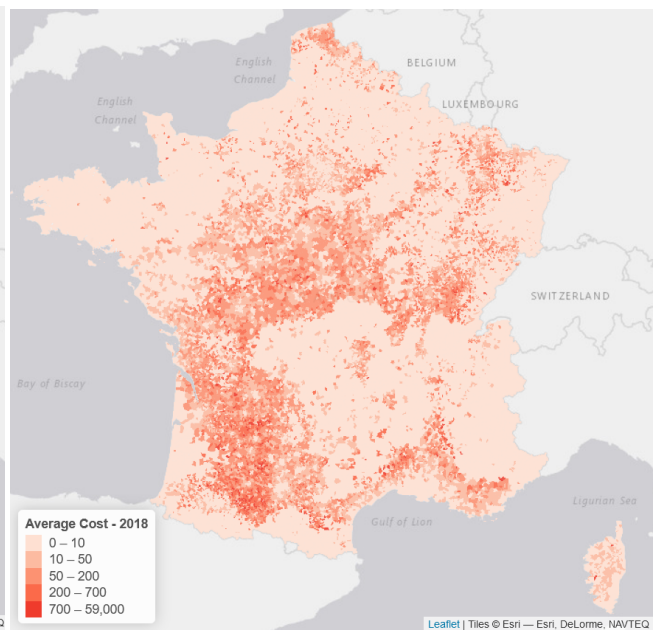 English
Channel
BELGIUM
English
Channel
LUXEMBOURG
SWITZERLAND
Bay of Biscay
Ligurian Sea
Gulf of Lion
Average Cost - 2018
0 – 10
10 – 50
50 – 200
200 – 700
700 – 59,000
Q
Leaflet | Tiles © Esri — Esri, DeLorme, NAVTEQ